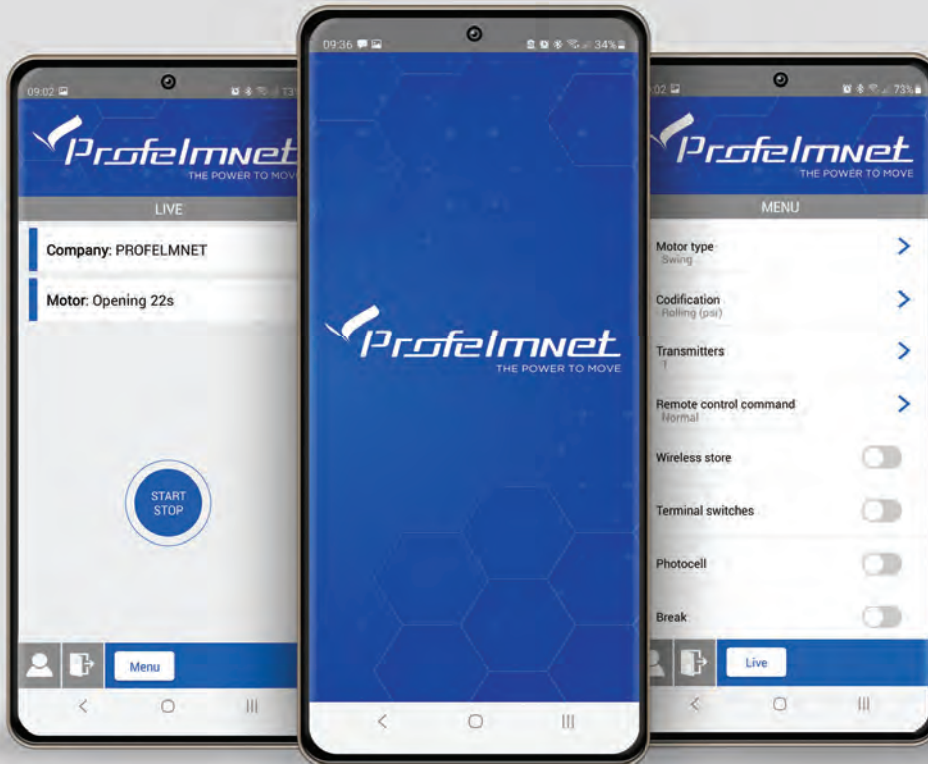 09:02
ProfelmNet
THE POWER TO MOVE
LIVE
Company: PROFELMNET
Motor: Opening 22s
START
STOP
Menu
09:36
34%
ProfelmNet
THE POWER TO MOVE
73%
ProfelmNet
THE POWER TO MOVE
MENU
Motor type
Swing
Codification
Rolling (psi)
Transmitters
1
Remote control command
Normal
Wireless store
Terminal switches
Photocell
Break
Live